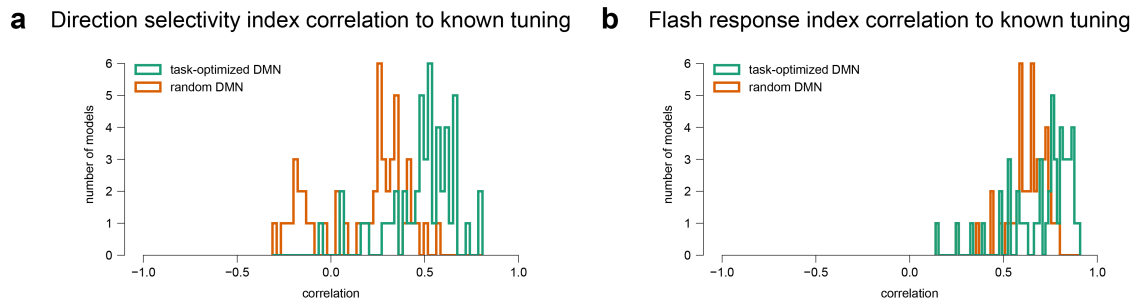 a Direction selectivity index correlation to known tuning
task-optimized DMN
random DMN
number of models
6
5
4
3
2
1
0
−1.0 −0.5 0.0 0.5 1.0
correlation
b Flash response index correlation to known tuning
task-optimized DMN
random DMN
number of models
6
5
4
3
2
1
0
−1.0 −0.5 0.0 0.5 1.0
correlation